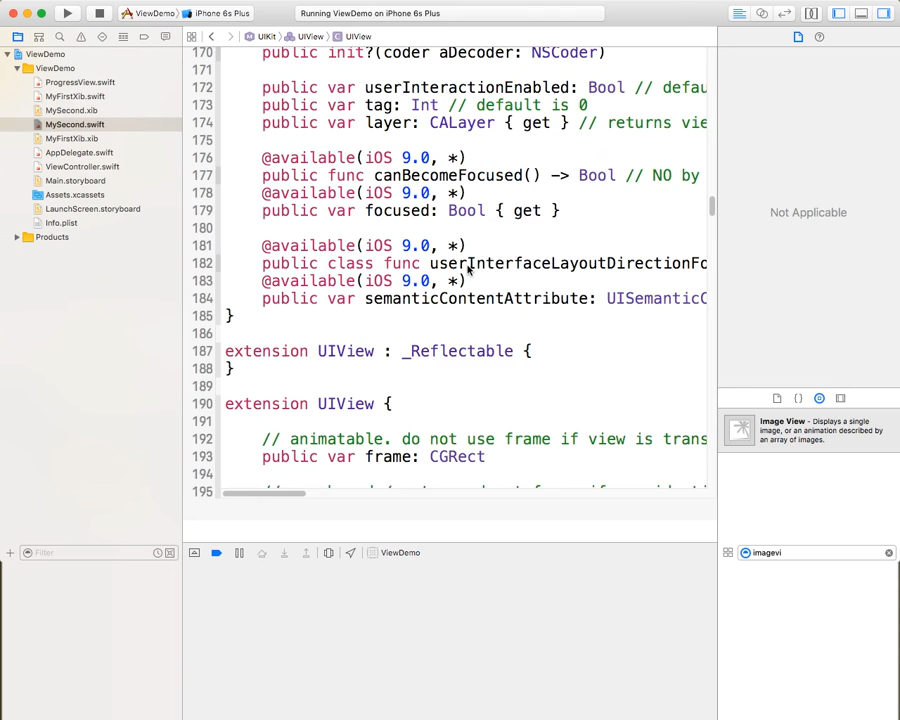 ViewDemo iPhone 6s Plus
Running ViewDemo on iPhone 6s Plus
UIKit UIView UIView
ViewDemo
ViewDemo
ProgressView.swift
MyFirstXib.swift
MySecond.xib
MySecond.swift
MyFirstXib.xib
AppDelegate.swift
ViewController.swift
Main.storyboard
Assets.xcassets
LaunchScreen.storyboard
Info.plist
Products
170 public init?(coder aDecoder: NSCoder)
171
172 public var userInteractionEnabled: Bool // defau
173 public var tag: Int // default is 0
174 public var layer: CALayer { get } // returns vie
175
176 @available(iOS 9.0, *)
177 public func canBecomeFocused() -> Bool // NO by
178 @available(iOS 9.0, *)
179 public var focused: Bool { get }
180
181 @available(iOS 9.0, *)
182 public class func userInterfaceLayoutDirectionFo
183 @available(iOS 9.0, *)
184 public var semanticContentAttribute: UISemanticC
185 }
186
187 extension UIView : _Reflectable {
188 }
189
190 extension UIView {
191
192 // animatable. do not use frame if view is trans
193 public var frame: CGRect
194
195
Not Applicable
Image View - Displays a single
image, or an animation described by
an array of images.
Filter
ViewDemo
imagevi